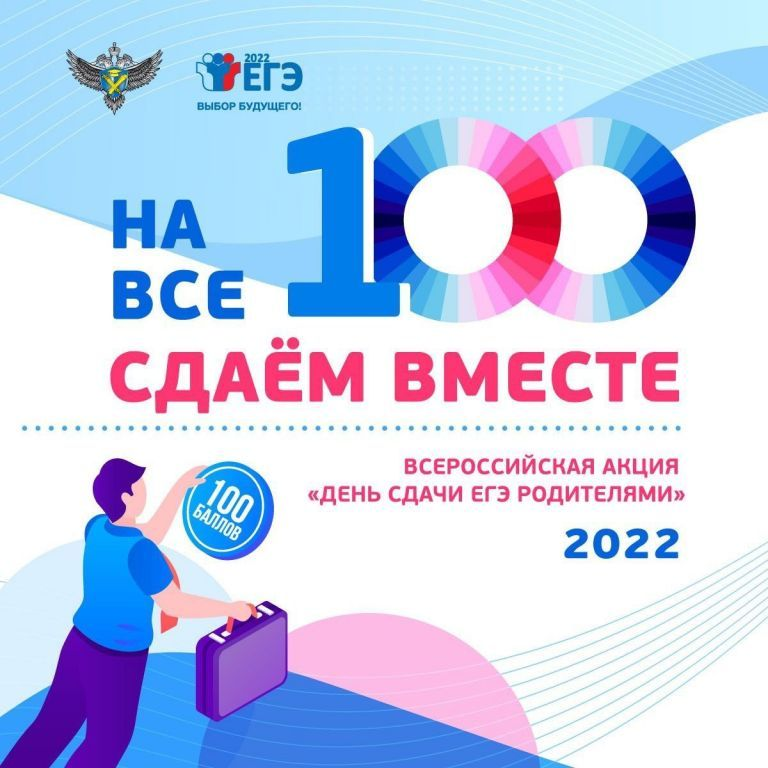 2022
ЕГЭ
ВЫБОР БУДУЩЕГО!
НА
ВСЕ 100
СДАЁМ ВМЕСТЕ
ВСЕРОССИЙСКАЯ АКЦИЯ
«ДЕНЬ СДАЧИ ЕГЭ РОДИТЕЛЯМИ»
2022
100
БАЛЛОВ